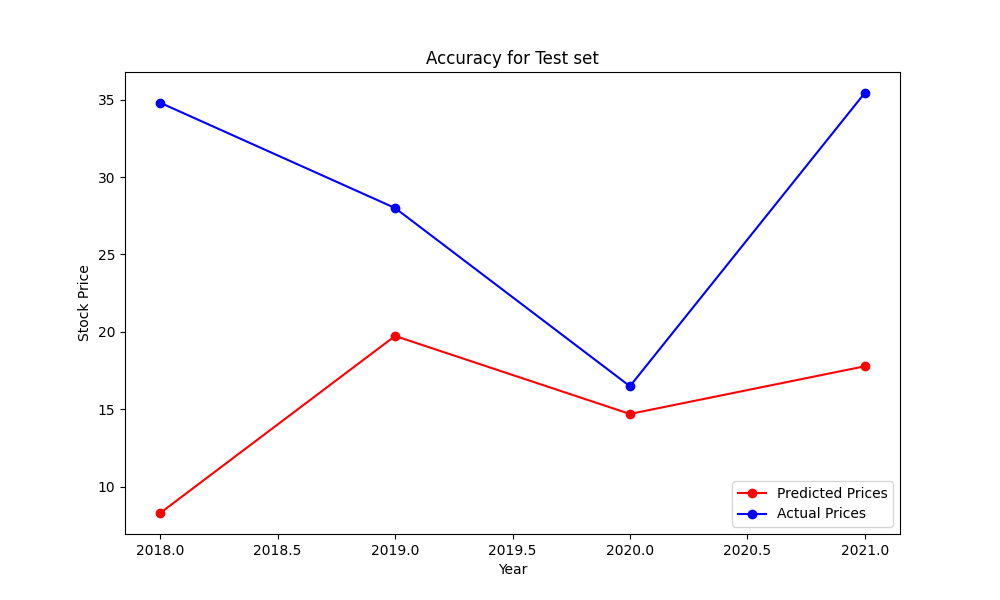 Accuracy for Test set
Stock Price
35
30
25
20
15
10
2018.0 2018.5 2019.0 2019.5 2020.0 2020.5 2021.0
Year
Predicted Prices
Actual Prices